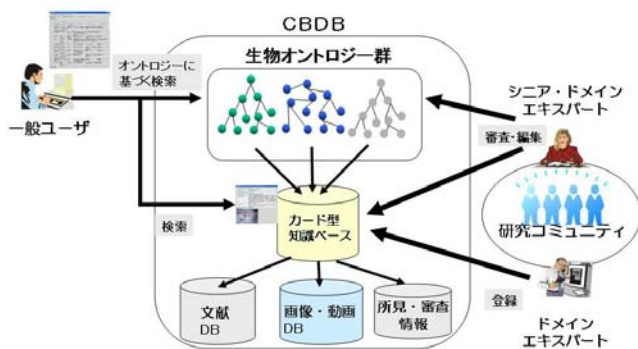 CBDB
生物オントロジー群
オントロジーに
基づく検索
一般ユーザ
シニア・ドメイン
エキスパート
審査・編集
研究コミュニティ
検索
カード型
知識ベース
登録
文献
DB
画像・動画
DB
所見・審査
情報
ドメイン
エキスパート